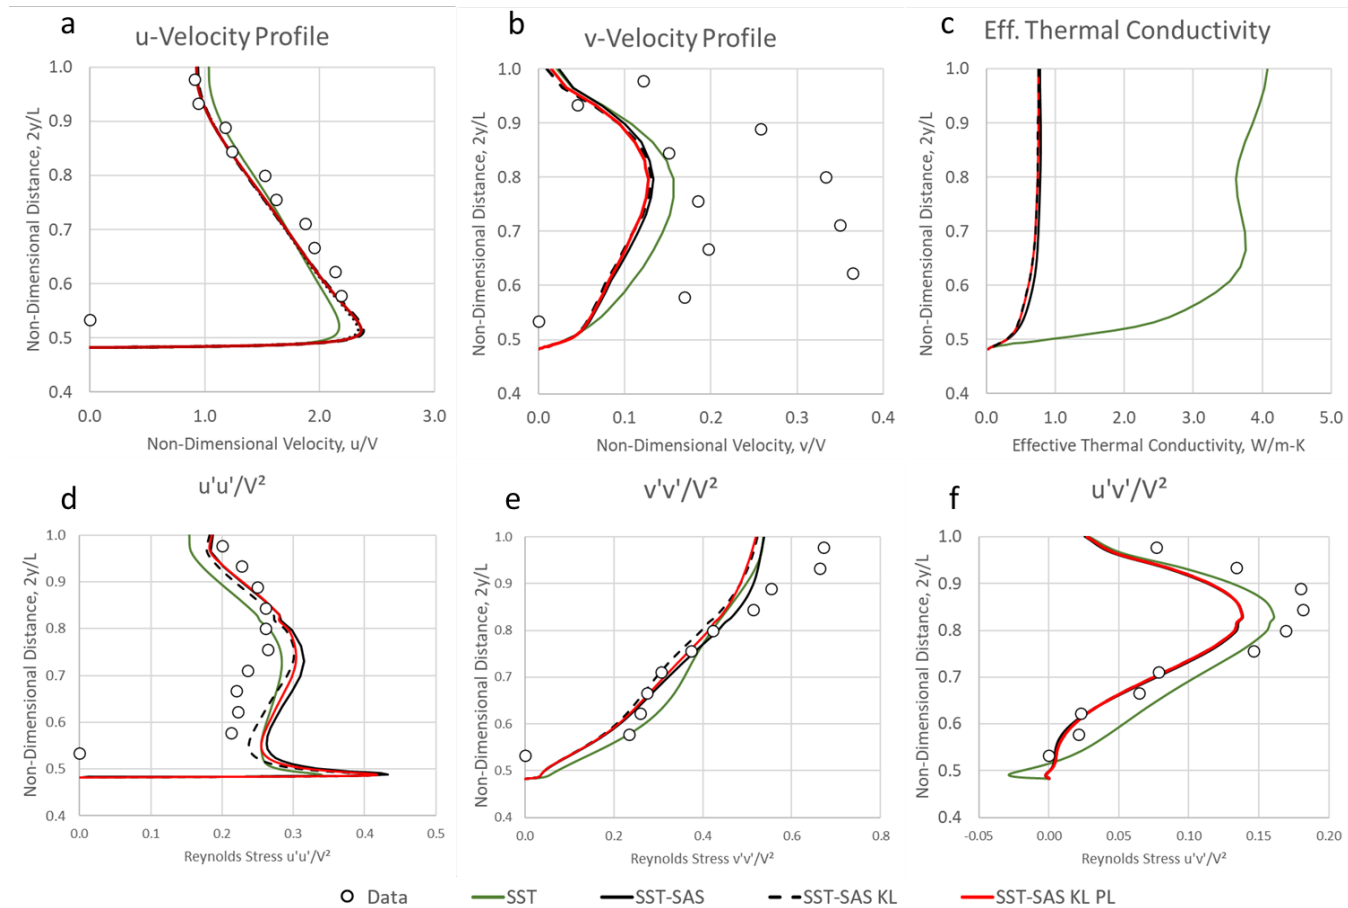 a
u-Velocity Profile
Non-Dimensional Distance, 2y/L
1.0
0.9
0.8
0.7
0.6
0.5
0.4
0.0 1.0 2.0 3.0
Non-Dimensional Velocity, u/V
b
v-Velocity Profile
Non-Dimensional Distance, 2y/L
1.0
0.9
0.8
0.7
0.6
0.5
0.4
0.0 0.1 0.2 0.3 0.4
Non-Dimensional Velocity, v/V
c
Eff. Thermal Conductivity
Non-Dimensional Distance, 2y/L
1.0
0.9
0.8
0.7
0.6
0.5
0.4
0.0 1.0 2.0 3.0 4.0 5.0
Effective Thermal Conductivity, W/m-K
d
u'u'/V²
Non-Dimensional Distance, 2y/L
1.0
0.9
0.8
0.7
0.6
0.5
0.4
0.0 0.1 0.2 0.3 0.4 0.5
Reynolds Stress u'u'/V²
e
v'v'/V²
Non-Dimensional Distance, 2y/L
1.0
0.9
0.8
0.7
0.6
0.5
0.4
0.0 0.2 0.4 0.6 0.8
Reynolds Stress v'v'/V²
f
u'v'/V²
Non-Dimensional Distance, 2y/L
1.0
0.9
0.8
0.7
0.6
0.5
0.4
-0.05 0.00 0.05 0.10 0.15 0.20
Reynolds Stress u'v'/V²
Data SST SST-SAS SST-SAS KL SST-SAS KL PL